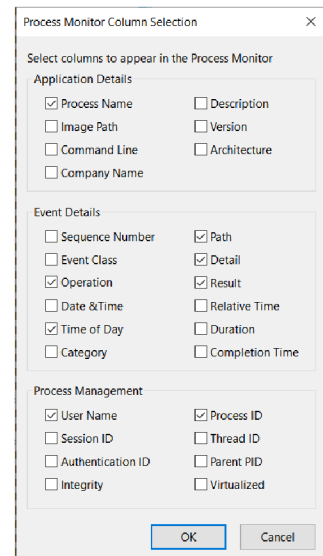 Process Monitor Column Selection
Select columns to appear in the Process Monitor
Application Details
Process Name Description
Image Path Version
Command Line Architecture
Company Name
Event Details
Sequence Number Path
Event Class Detail
Operation Result
Date &Time Relative Time
Time of Day Duration
Category Completion Time
Process Management
User Name Process ID
Session ID Thread ID
Authentication ID Parent PID
Integrity Virtualized
OK Cancel